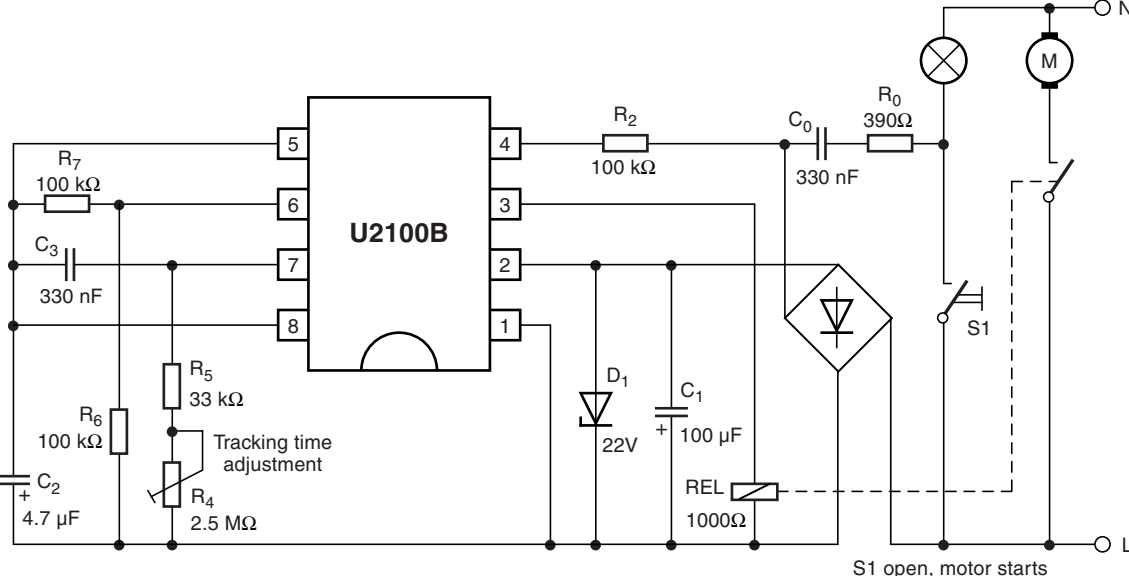 N
M
R0
390Ω
C0
330 nF
R2
100 kΩ
5
4
R7
100 kΩ
6
3
U2100B
C3
330 nF
7
2
8
1
S1
R5
33 kΩ
D1
22V
C1
+
100 µF
R6
100 kΩ
Tracking time
adjustment
C2
+
4.7 µF
R4
2.5 MΩ
REL
1000Ω
L
S1 open, motor starts